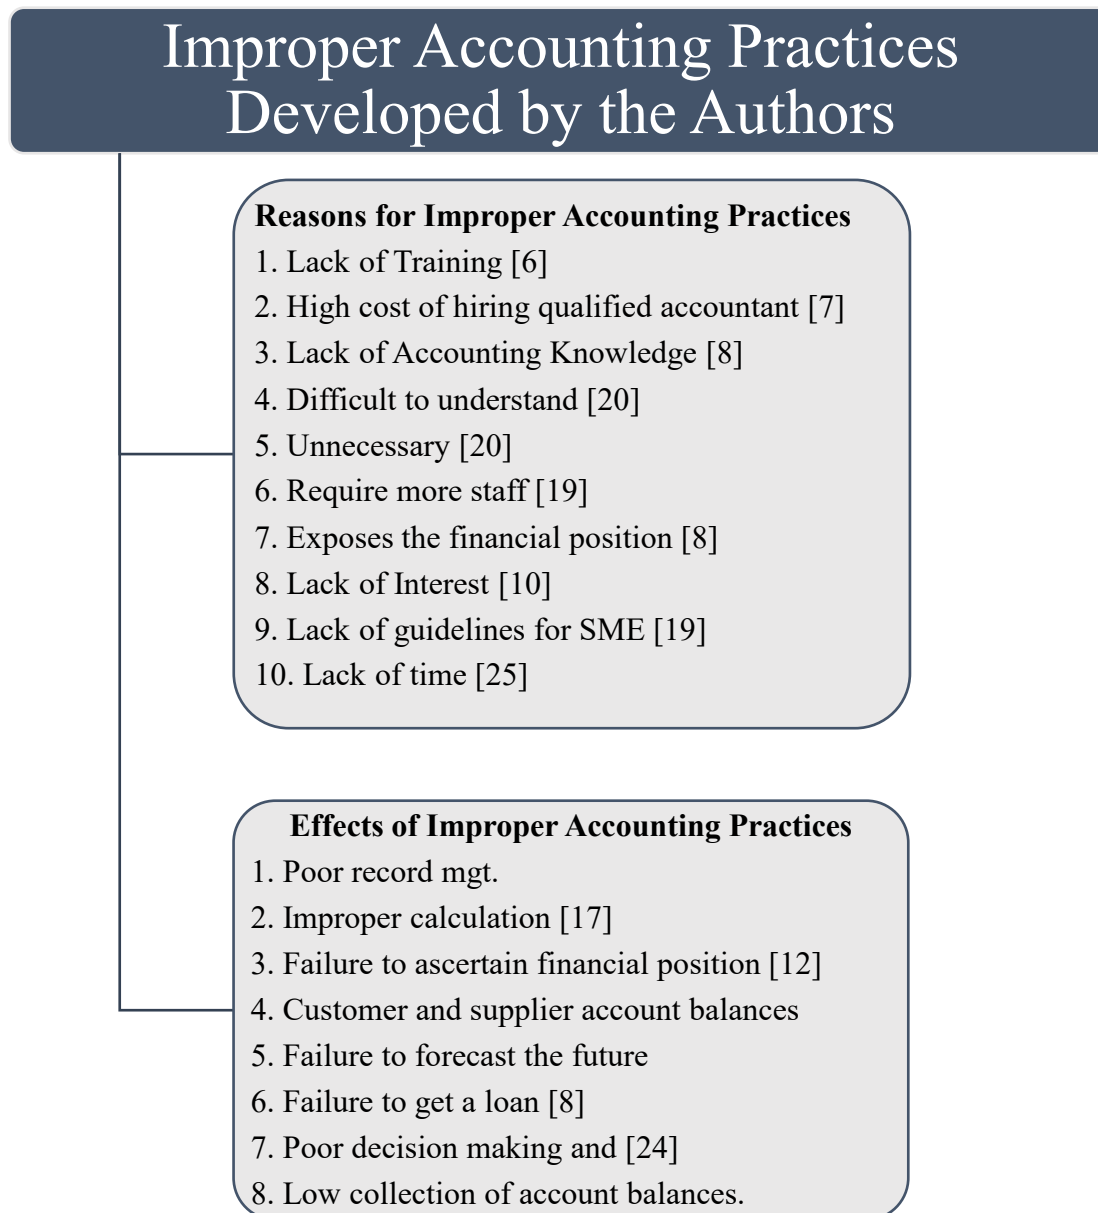 Improper Accounting Practices
Developed by the Authors
Reasons for Improper Accounting Practices
1. Lack of Training [6]
2. High cost of hiring qualified accountant [7]
3. Lack of Accounting Knowledge [8]
4. Difficult to understand [20]
5. Unnecessary [20]
6. Require more staff [19]
7. Exposes the financial position [8]
8. Lack of Interest [10]
9. Lack of guidelines for SME [19]
10. Lack of time [25]
Effects of Improper Accounting Practices
1. Poor record mgt.
2. Improper calculation [17]
3. Failure to ascertain financial position [12]
4. Customer and supplier account balances
5. Failure to forecast the future
6. Failure to get a loan [8]
7. Poor decision making and [24]
8. Low collection of account balances.